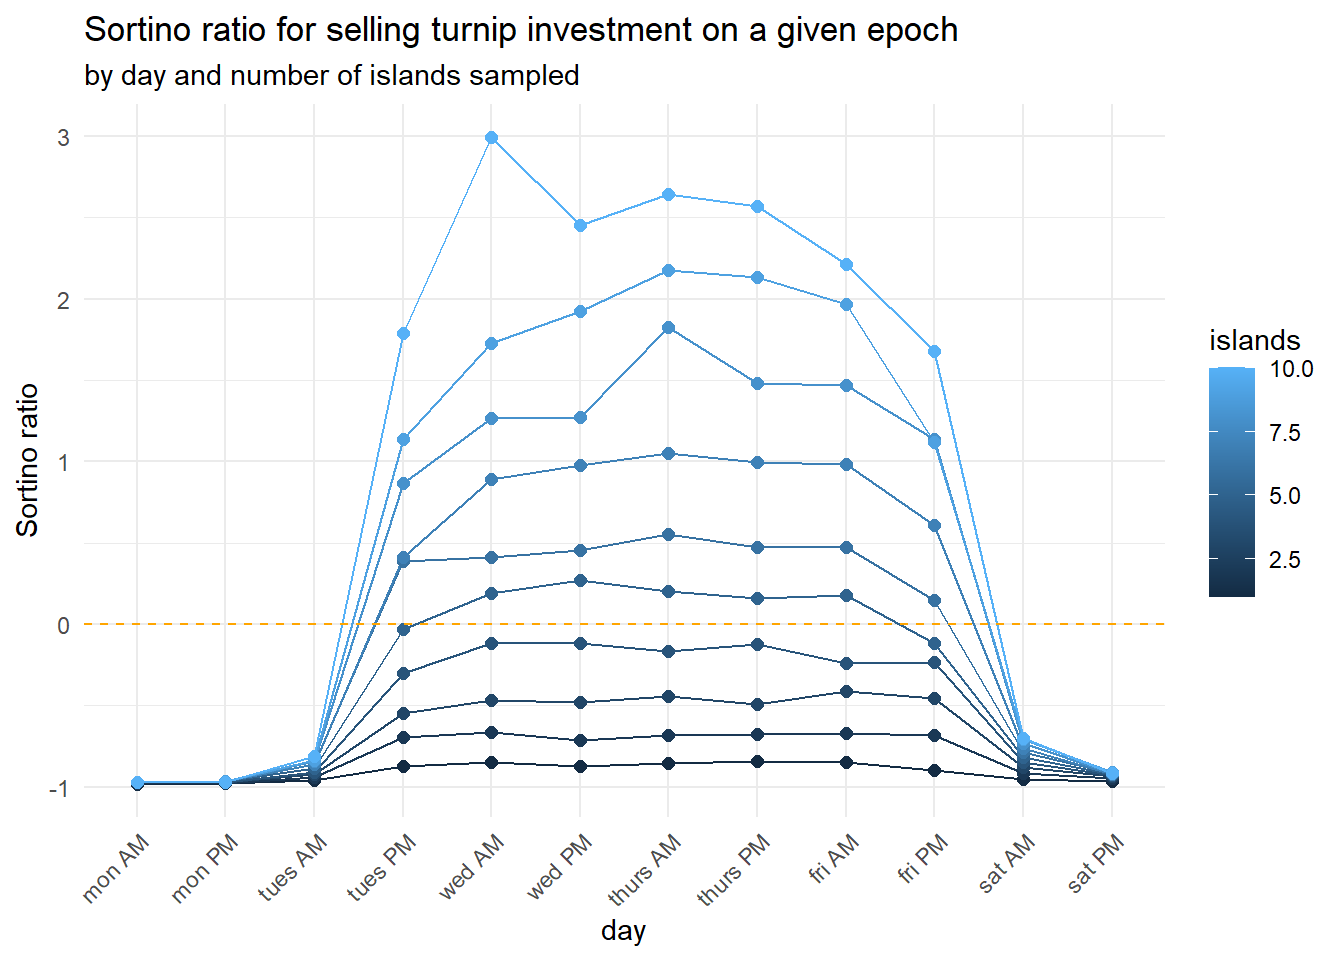 Sortino ratio for selling turnip investment on a given epoch
by day and number of islands sampled
Sortino ratio
3
2
1
0
-1
mon AM
mon PM
tues AM
tues PM
wed AM
wed PM
thurs AM
thurs PM
fri AM
fri PM
sat AM
sat PM
day
islands
10.0
7.5
5.0
2.5